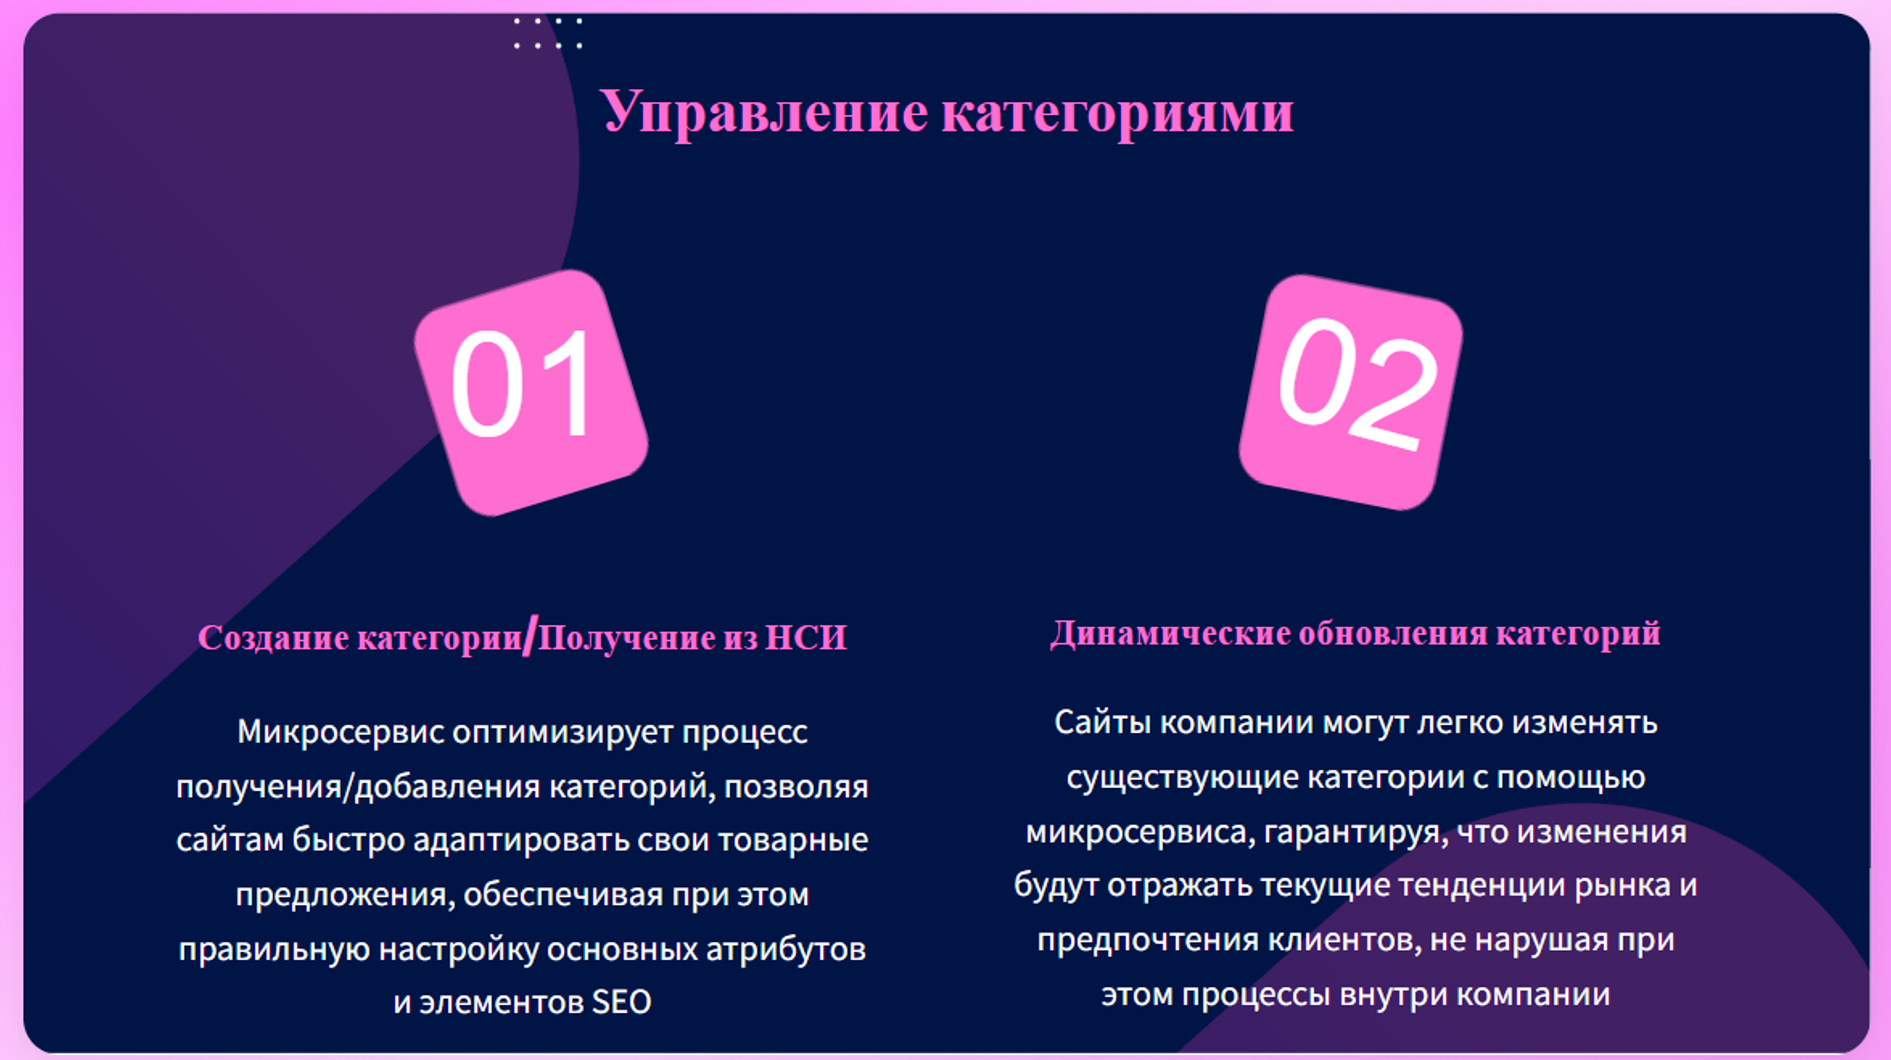 Управление категориями
01
Создание категории/Получение из НСИ
Микросервис оптимизирует процесс
получения/добавления категорий, позволяя
сайтам быстро адаптировать свои товарные
предложения, обеспечивая при этом
правильную настройку основных атрибутов
и элементов SEO
02
Динамические обновления категорий
Сайты компании могут легко изменять
существующие категории с помощью
микросервиса, гарантируя, что изменения
будут отражать текущие тенденции рынка и
предпочтения клиентов, не нарушая при
этом процессы внутри компании